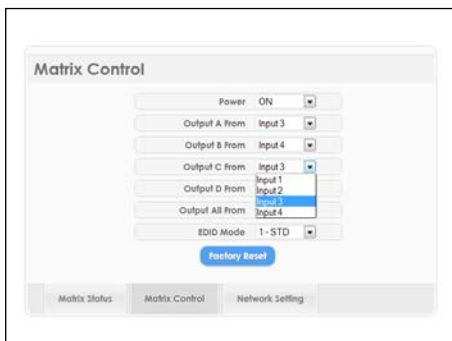 Matrix Control
Power ON
Output A From Input 3
Output B From Input 4
Output C From Input 3
Input 1
Output D From Input 2
Input 3
Output All From Input 4
EDID Mode 1 - STD
Factory Reset
Matrix Status Matrix Control Network Setting